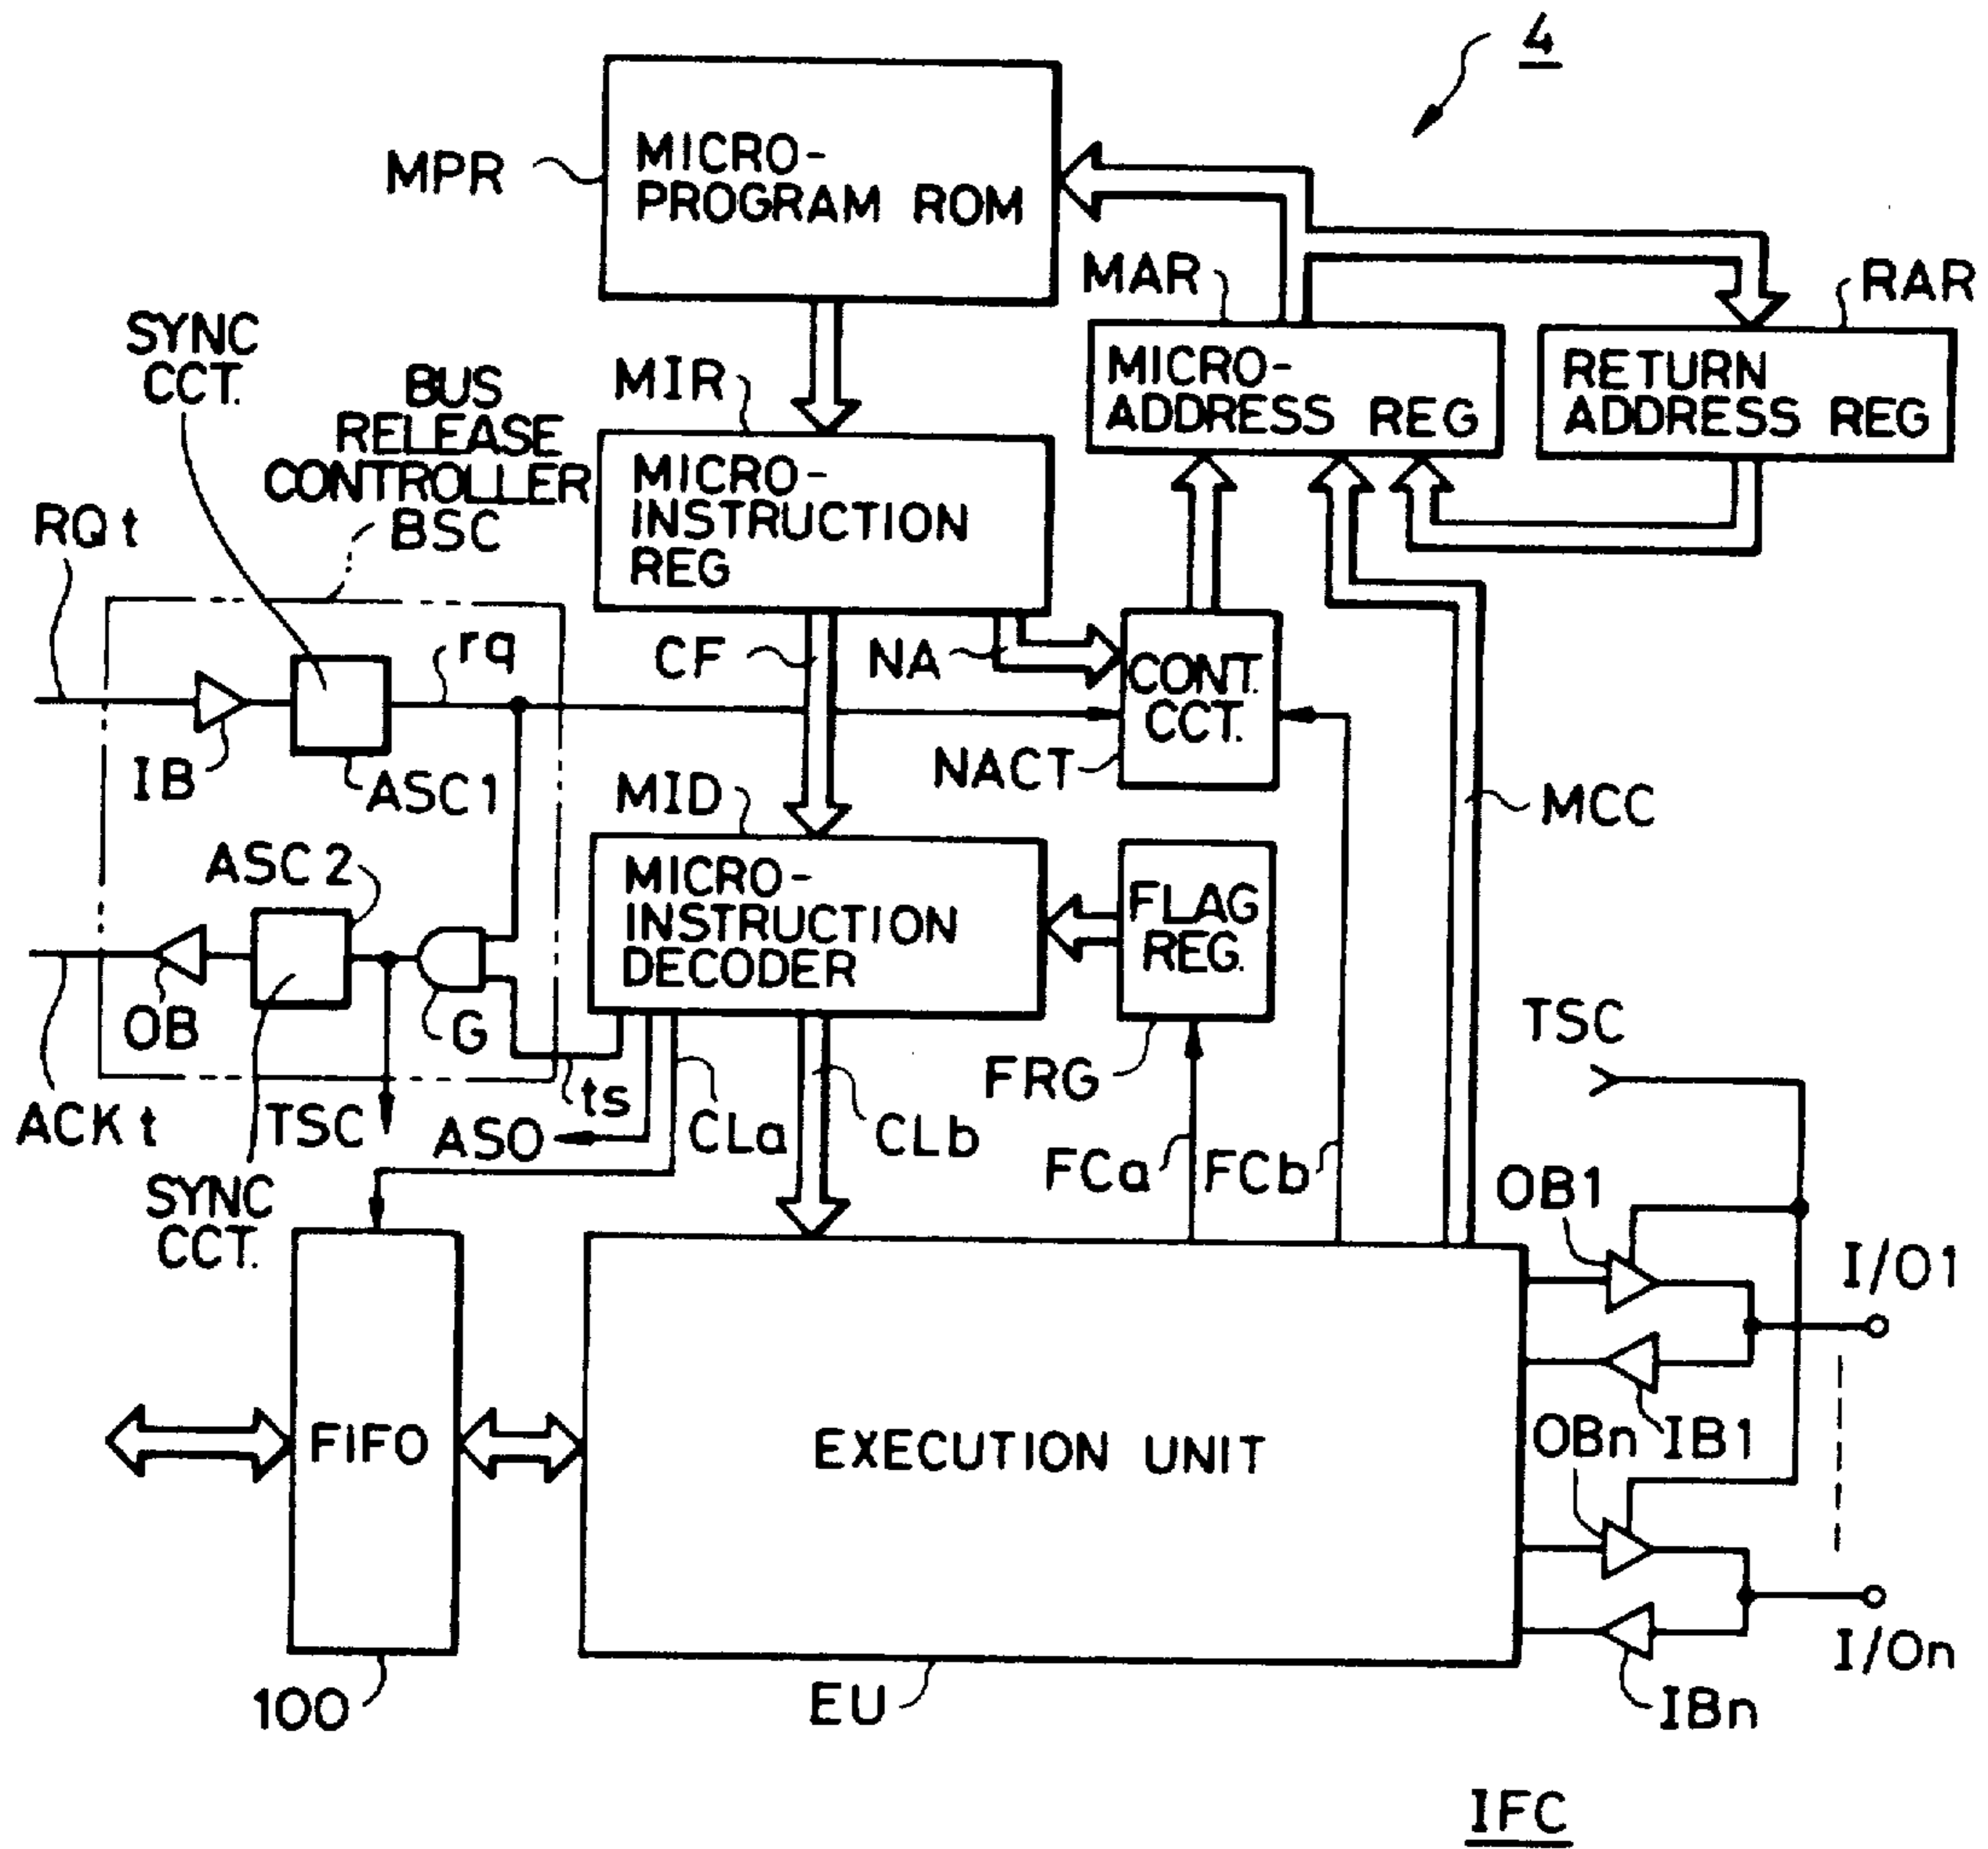 4
MPR
MICRO-
PROGRAM ROM
MAR
RAR
SYNC
CCT.
BUS
RELEASE
CONTROLLER
BSC
MIR
MICRO-
ADDRESS REG
RETURN
ADDRESS REG
MICRO-
INSTRUCTION
REG
RQt
rq
CF
NA
CONT.
CCT.
IB
ASC1
NACT
MID
MCC
ASC2
MICRO-
INSTRUCTION
DECODER
FLAG
REG.
OB
G
ts
FRG
TSC
ACKt
TSC
ASO
CLa
CLb
FCa
FCb
SYNC
CCT.
OB1
I/O1
FIFO
EXECUTION UNIT
OBn
IB1
100
EU
IBn
I/On
IFC